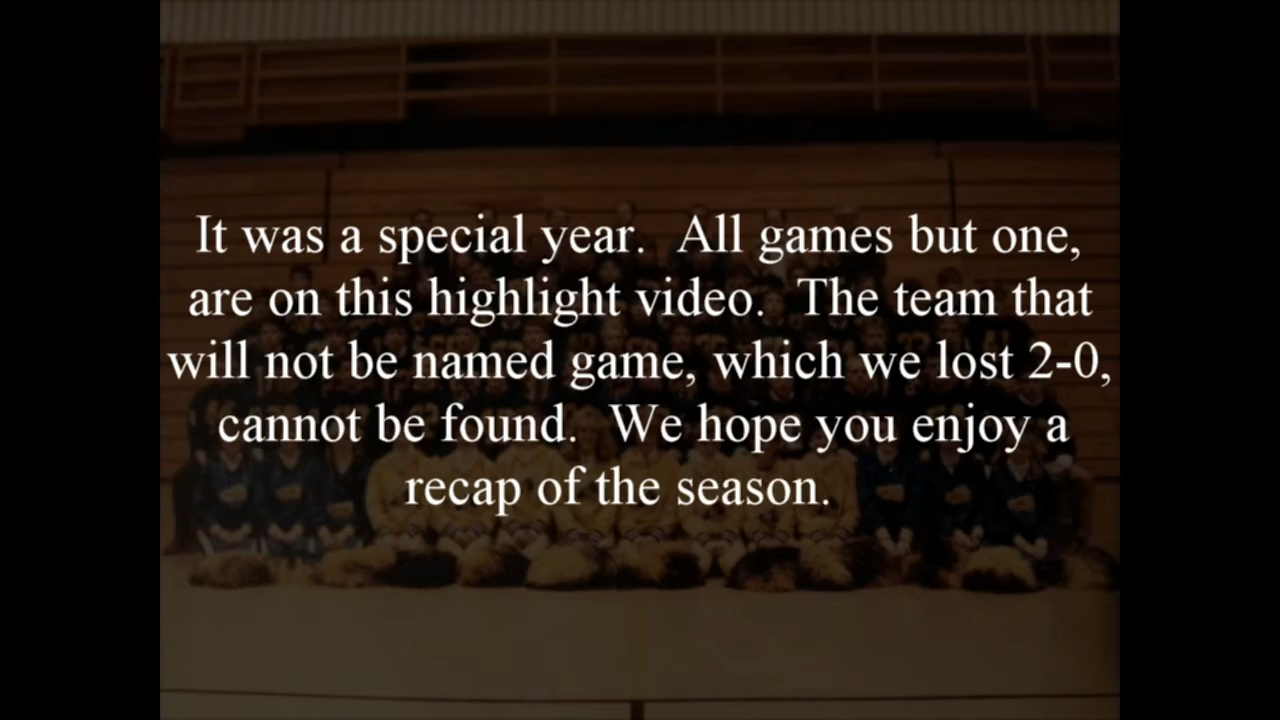 It was a special year.  All games but one,
are on this highlight video.  The team that
will not be named game, which we lost 2-0,
cannot be found.  We hope you enjoy a
recap of the season.